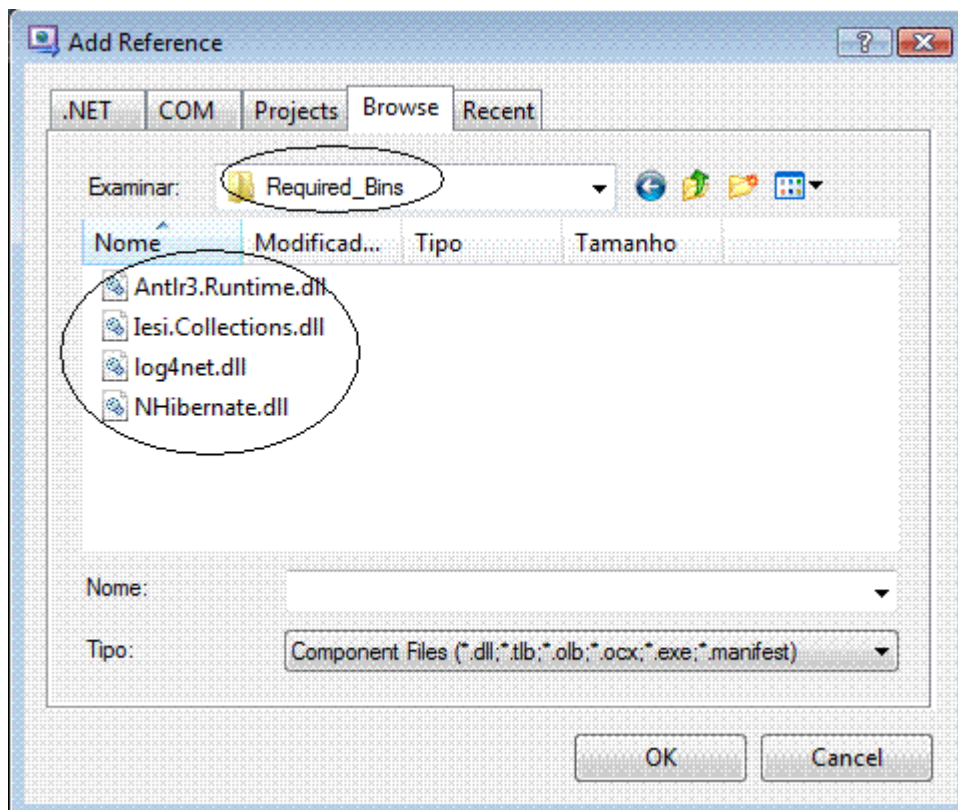 Add Reference
.NET COM Projects Browse Recent
Examinar: Required_Bins
Nome Modificad... Tipo Tamanho
Antlr3.Runtime.dll
Iesi.Collections.dll
log4net.dll
NHibernate.dll
Nome:
Tipo: Component Files (*.dll;*.tlb;*.olb;*.ocx;*.exe;*.manifest)
OK Cancel